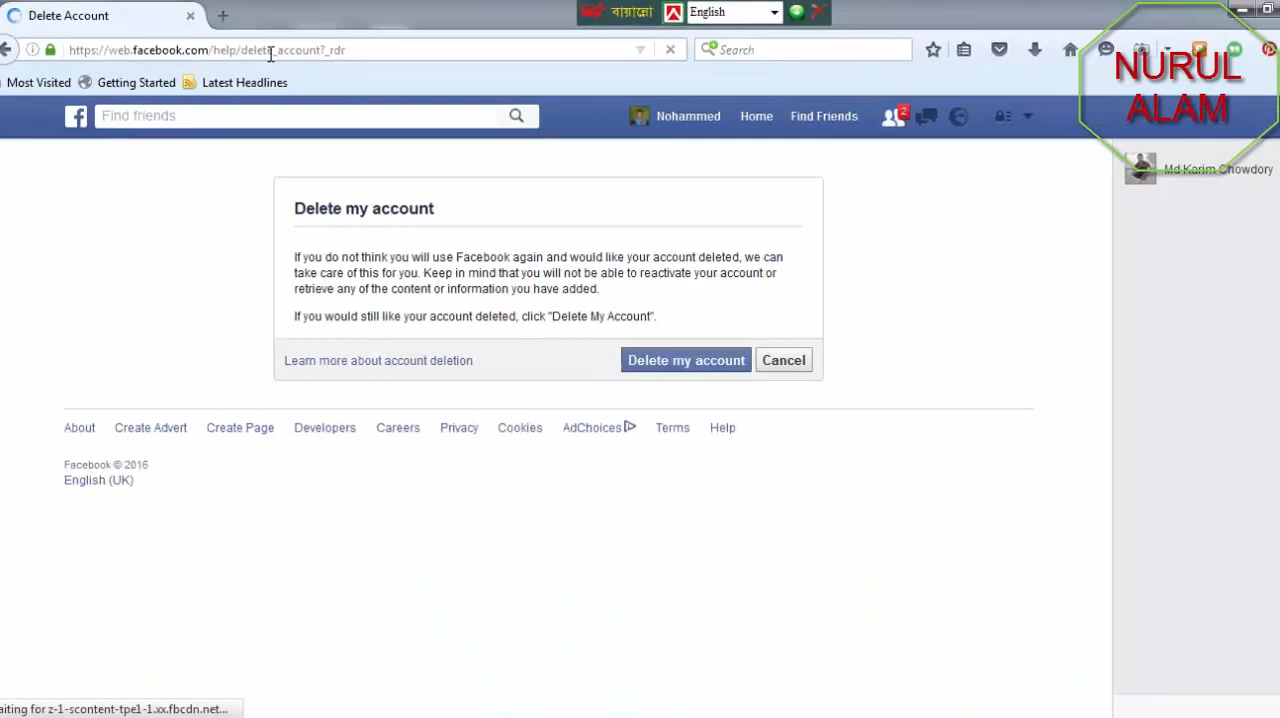 Delete Account
বায়ান্নো
English
https://web.facebook.com/help/delete_account?_rdr
Search
Most Visited
Getting Started
Latest Headlines
NURUL
ALAM
Find friends
Nohammed
Home
Find Friends
2
Md Karim Chowdory
Delete my account
If you do not think you will use Facebook again and would like your account deleted, we can
take care of this for you. Keep in mind that you will not be able to reactivate your account or
retrieve any of the content or information you have added.
If you would still like your account deleted, click "Delete My Account".
Learn more about account deletion
Delete my account
Cancel
About
Create Advert
Create Page
Developers
Careers
Privacy
Cookies
AdChoices
Terms
Help
Facebook © 2016
English (UK)
aiting for z-1-scontent-tpe1-1.xx.fbcdn.net...